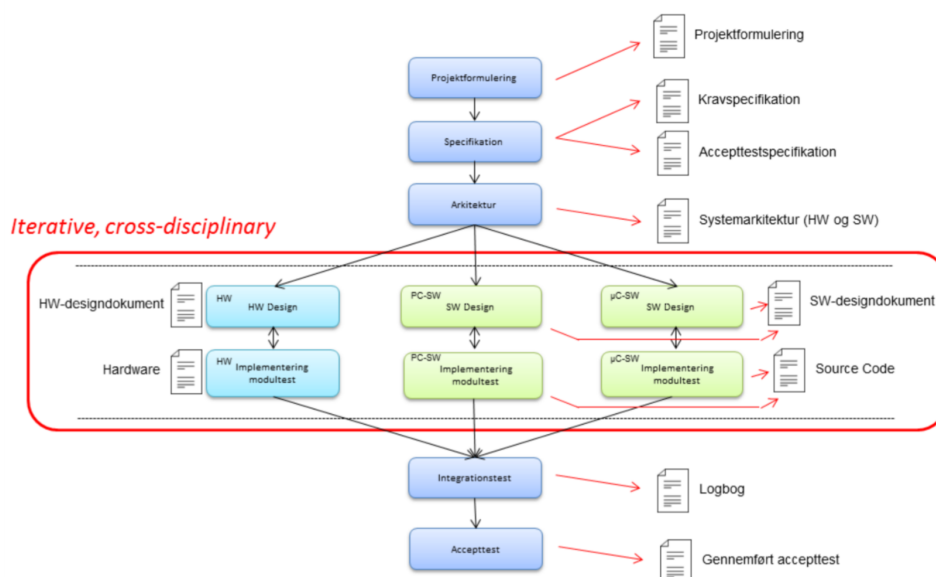 Projektformulering
Projektformulering
Kravspecifikation
Specifikation
Accepttestspecifikation
Arkitektur
Systemarkitektur (HW og SW)
Iterative, cross-disciplinary
HW-designdokument
HW
HW Design
PC-SW
SW Design
µC-SW
SW Design
SW-designdokument
Hardware
HW
Implementering
modultest
PC-SW
Implementering
modultest
µC-SW
Implementering
modultest
Source Code
Integrationstest
Logbog
Accepttest
Gennemført accepttest